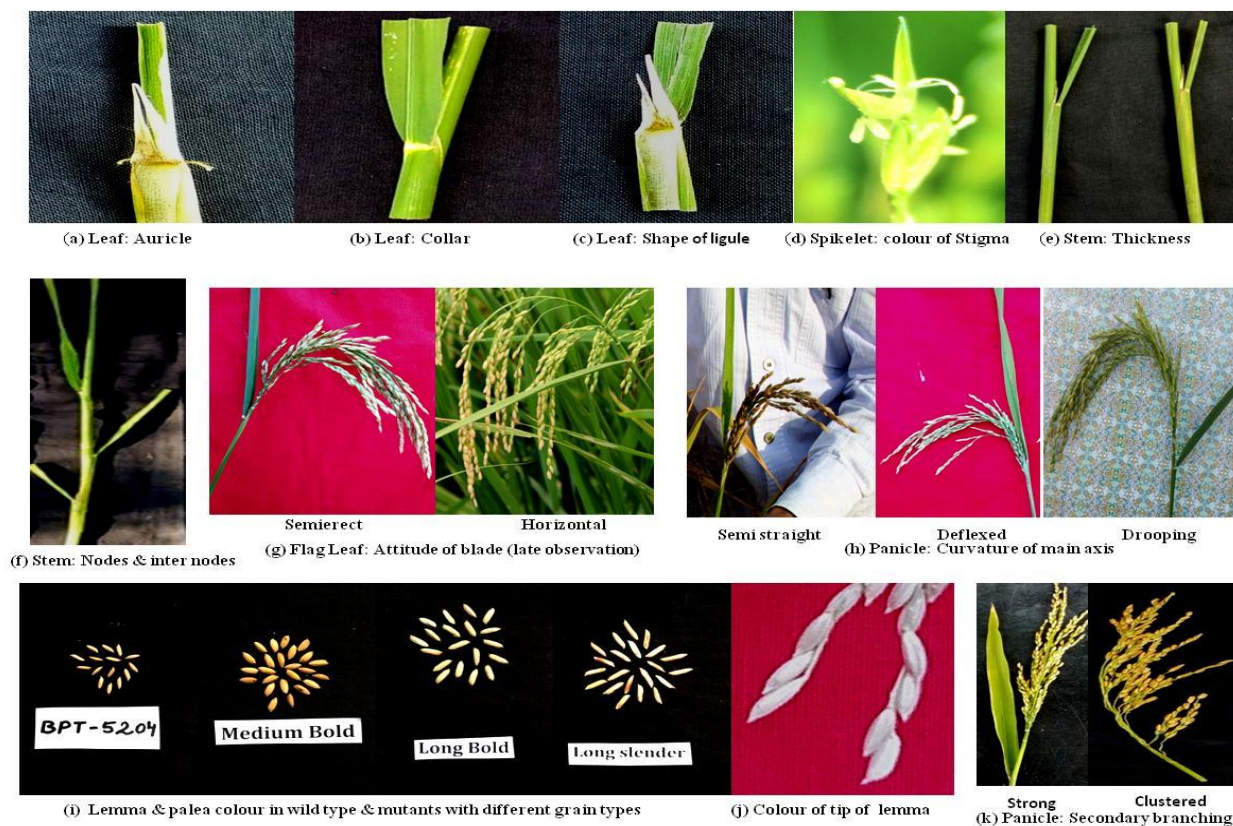 (a) Leaf: Auricle
(b) Leaf: Collar
(c) Leaf: Shape of ligule
(d) Spikelet: colour of Stigma
(e) Stem: Thickness
(f) Stem: Nodes & inter nodes
Semierect
Horizontal
(g) Flag Leaf: Attitude of blade (late observation)
Semi straight
Deflexed
Drooping
(h) Panicle: Curvature of main axis
BPT-5204
Medium Bold
Long Bold
Long slender
(i) Lemma & palea colour in wild type & mutants with different grain types
(j) Colour of tip of lemma
Strong
Clustered
(k) Panicle: Secondary branching